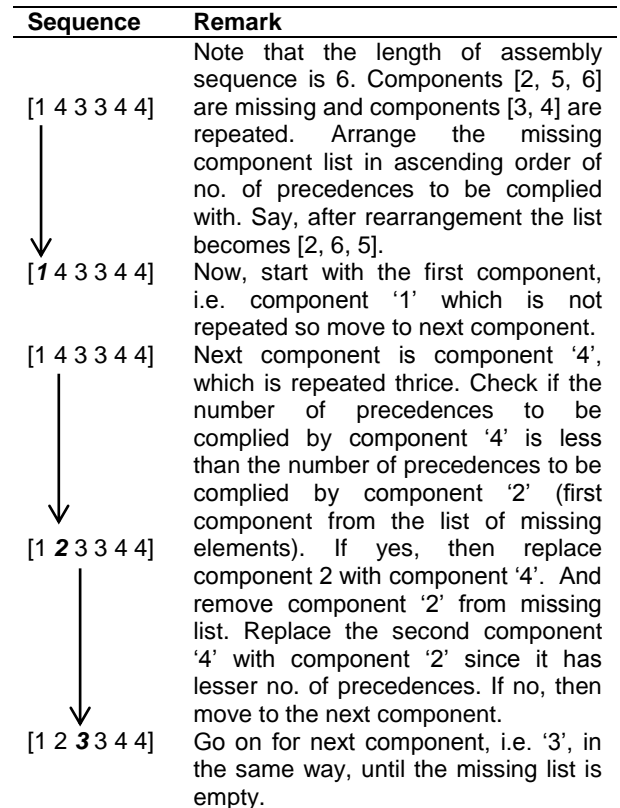 Sequence Remark
Note that the length of assembly
sequence is 6. Components [2, 5, 6]
[1 4 3 3 4 4] are missing and components [3, 4] are
repeated. Arrange the missing
component list in ascending order of
no. of precedences to be complied
with. Say, after rearrangement the list
becomes [2, 6, 5].
[1 4 3 3 4 4] Now, start with the first component,
i.e. component ‘1’ which is not
repeated so move to next component.
[1 4 3 3 4 4] Next component is component ‘4’,
which is repeated thrice. Check if the
number of precedences to be
complied by component ‘4’ is less
than the number of precedences to be
complied by component ‘2’ (first
component from the list of missing
[1 2 3 3 4 4] elements). If yes, then replace
component 2 with component ‘4’. And
remove component ‘2’ from missing
list. Replace the second component
‘4’ with component ‘2’ since it has
lesser no. of precedences. If no, then
move to the next component.
[1 2 3 3 4 4] Go on for next component, i.e. ‘3’, in
the same way, until the missing list is
empty.